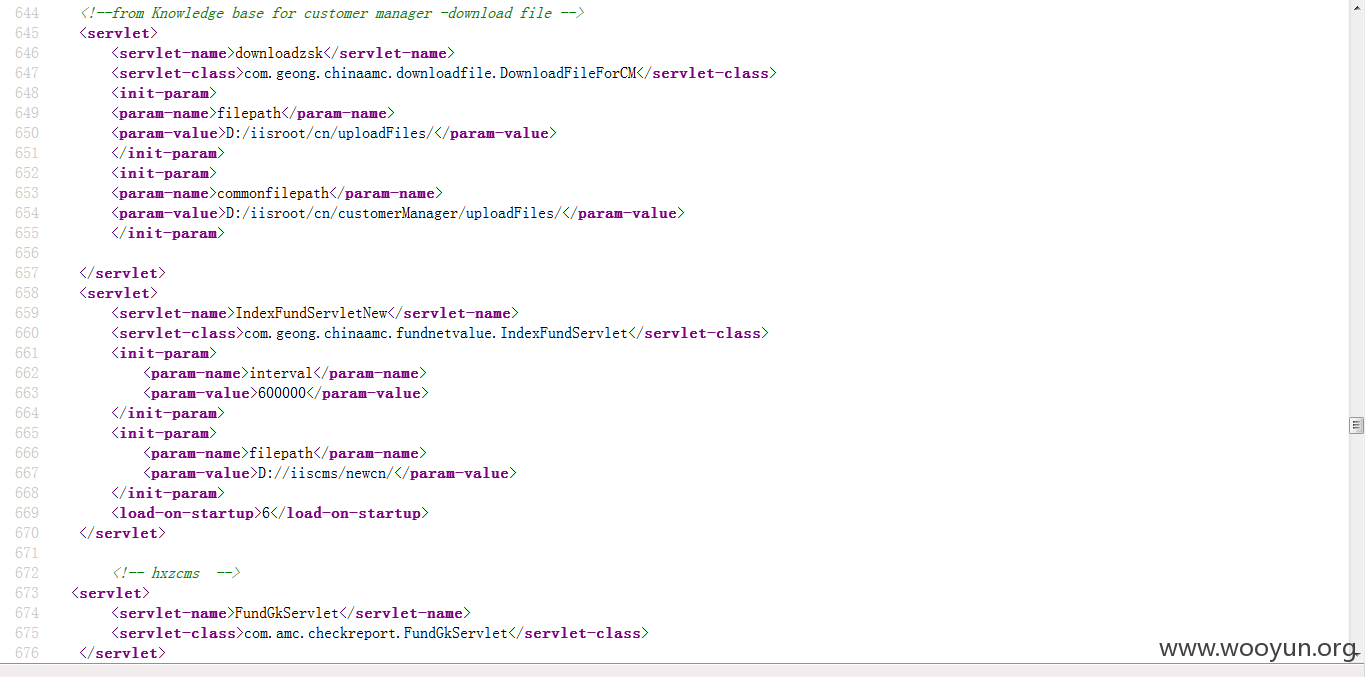 644 <!--from Knowledge base for customer manager -download file -->
645 <servlet>
646 <servlet-name>downloadzsk</servlet-name>
647 <servlet-class>com.geong.chinaamc.downloadfile.DownloadFileForCM</servlet-class>
648 <init-param>
649 <param-name>filepath</param-name>
650 <param-value>D:/iisroot/cn/uploadFiles/</param-value>
651 </init-param>
652 <init-param>
653 <param-name>commonfilepath</param-name>
654 <param-value>D:/iisroot/cn/customerManager/uploadFiles/</param-value>
655 </init-param>
656
657 </servlet>
658 <servlet>
659 <servlet-name>IndexFundServletNew</servlet-name>
660 <servlet-class>com.geong.chinaamc.fundnetvalue.IndexFundServlet</servlet-class>
661 <init-param>
662 <param-name>interval</param-name>
663 <param-value>600000</param-value>
664 </init-param>
665 <init-param>
666 <param-name>filepath</param-name>
667 <param-value>D://iiscms/newcn/</param-value>
668 </init-param>
669 <load-on-startup>6</load-on-startup>
670 </servlet>
671
672 <!-- hxzcms  -->
673 <servlet>
674 <servlet-name>FundGkServlet</servlet-name>
675 <servlet-class>com.amc.checkreport.FundGkServlet</servlet-class>
676 </servlet>
www.wooyun.org